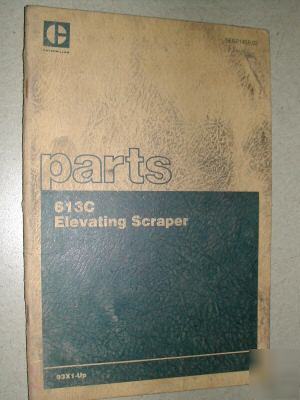 CATERPILLAR
parts
613C
Elevating Scraper
93X1-Up